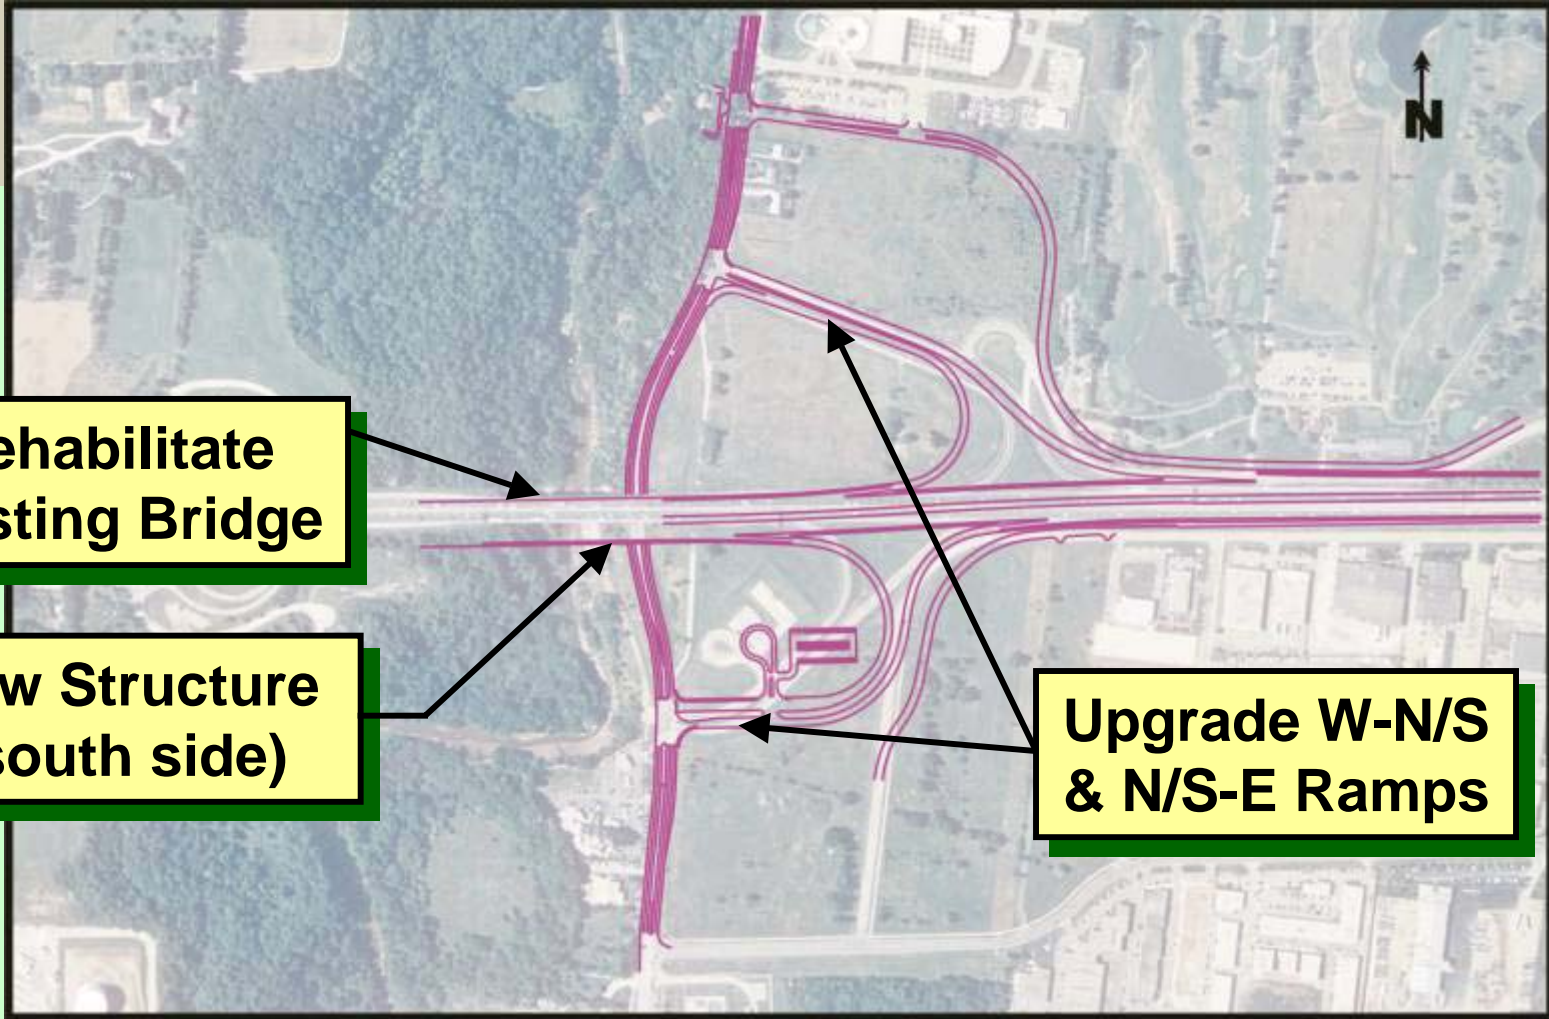 N
ehabilitate
sting Bridge
w Structure
south side)
Upgrade W-N/S
& N/S-E Ramps